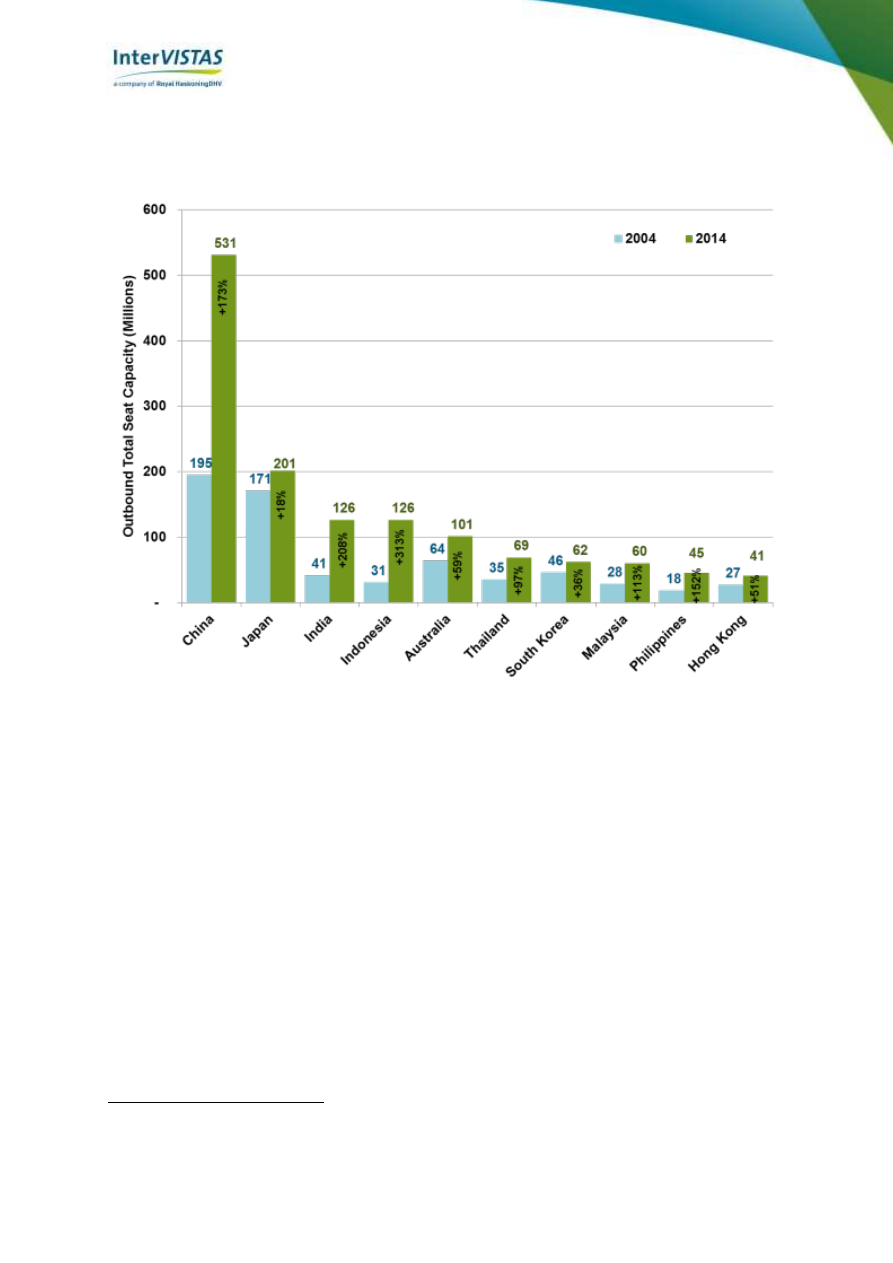 InterVISTAS
a company of Royal HaskoningDHV
Outbound Total Seat Capacity (Millions)
600
500
400
300
200
100
-
2004 2014
195 531 +173%
171 201 +18%
41 126 +208%
31 126 +313%
64 101 +59%
35 69 +97%
46 62 +36%
28 60 +113%
18 45 +152%
27 41 +51%
China
Japan
India
Indonesia
Australia
Thailand
South Korea
Malaysia
Philippines
Hong Kong